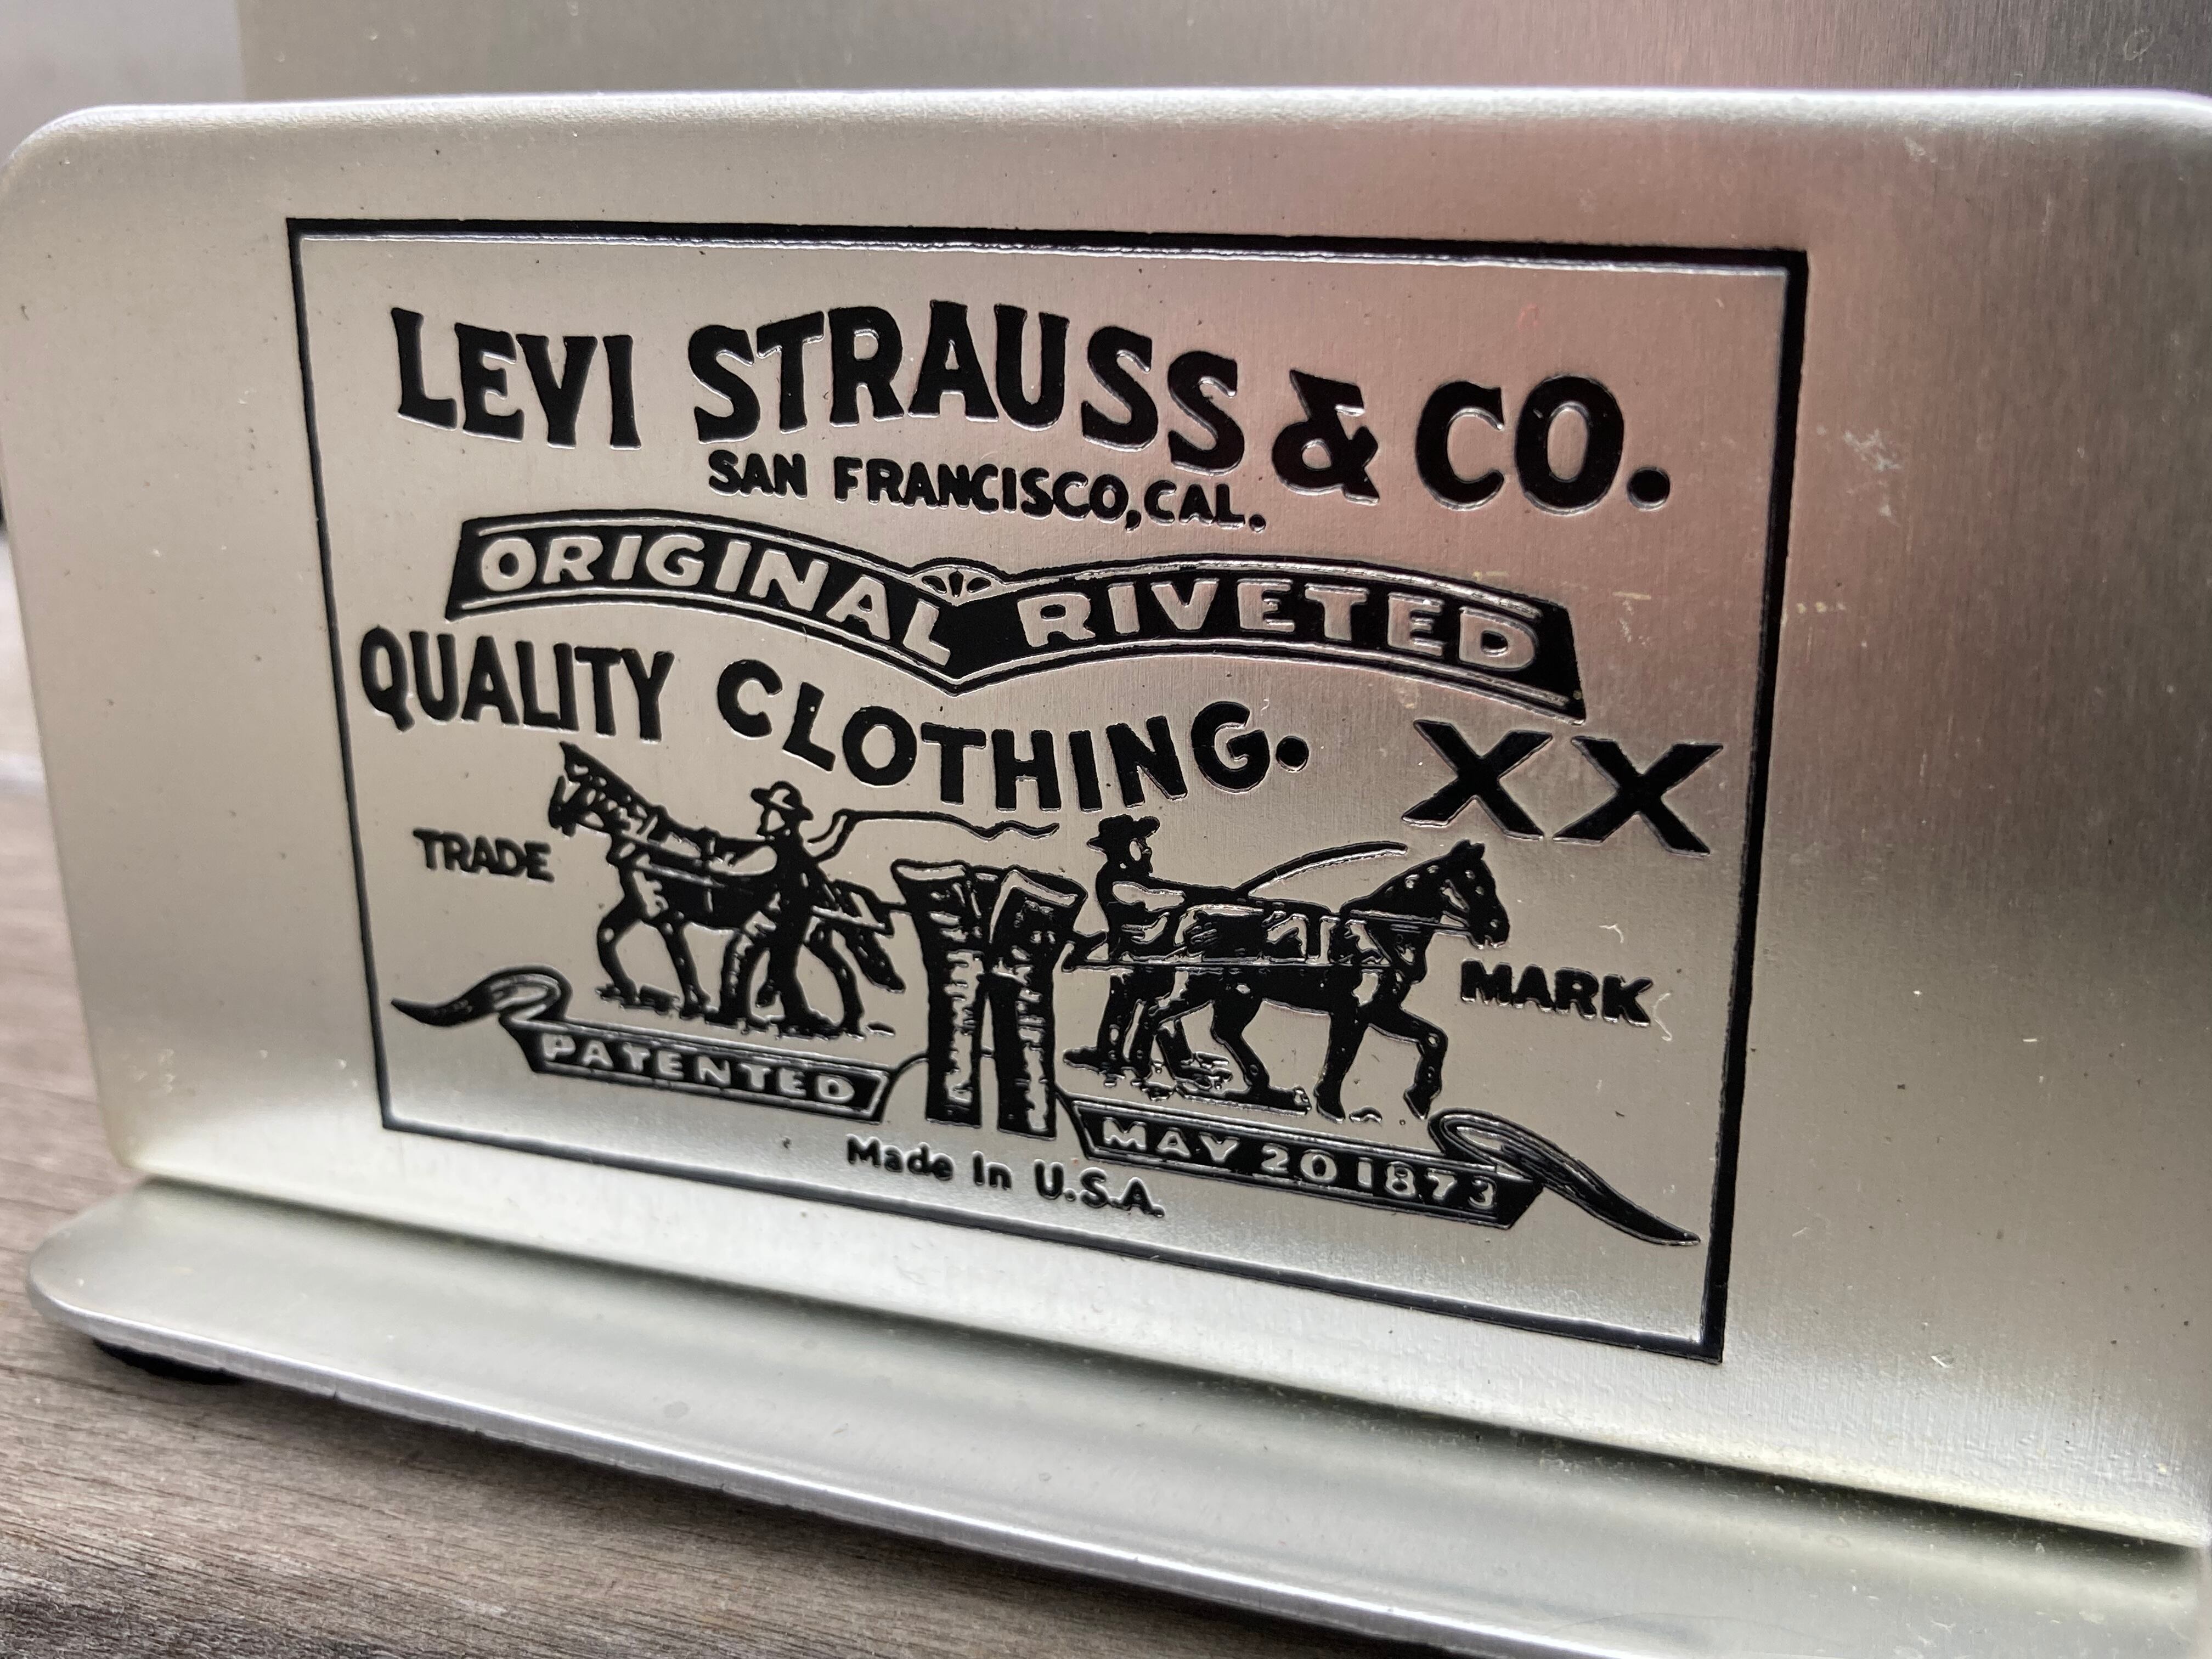 LEVI STRAUSS & CO.
SAN FRANCISCO, CAL.
ORIGINAL RIVETED
QUALITY CLOTHING.
XX
TRADE
MARK
PATENTED
MAY 20 1873
Made In U.S.A.